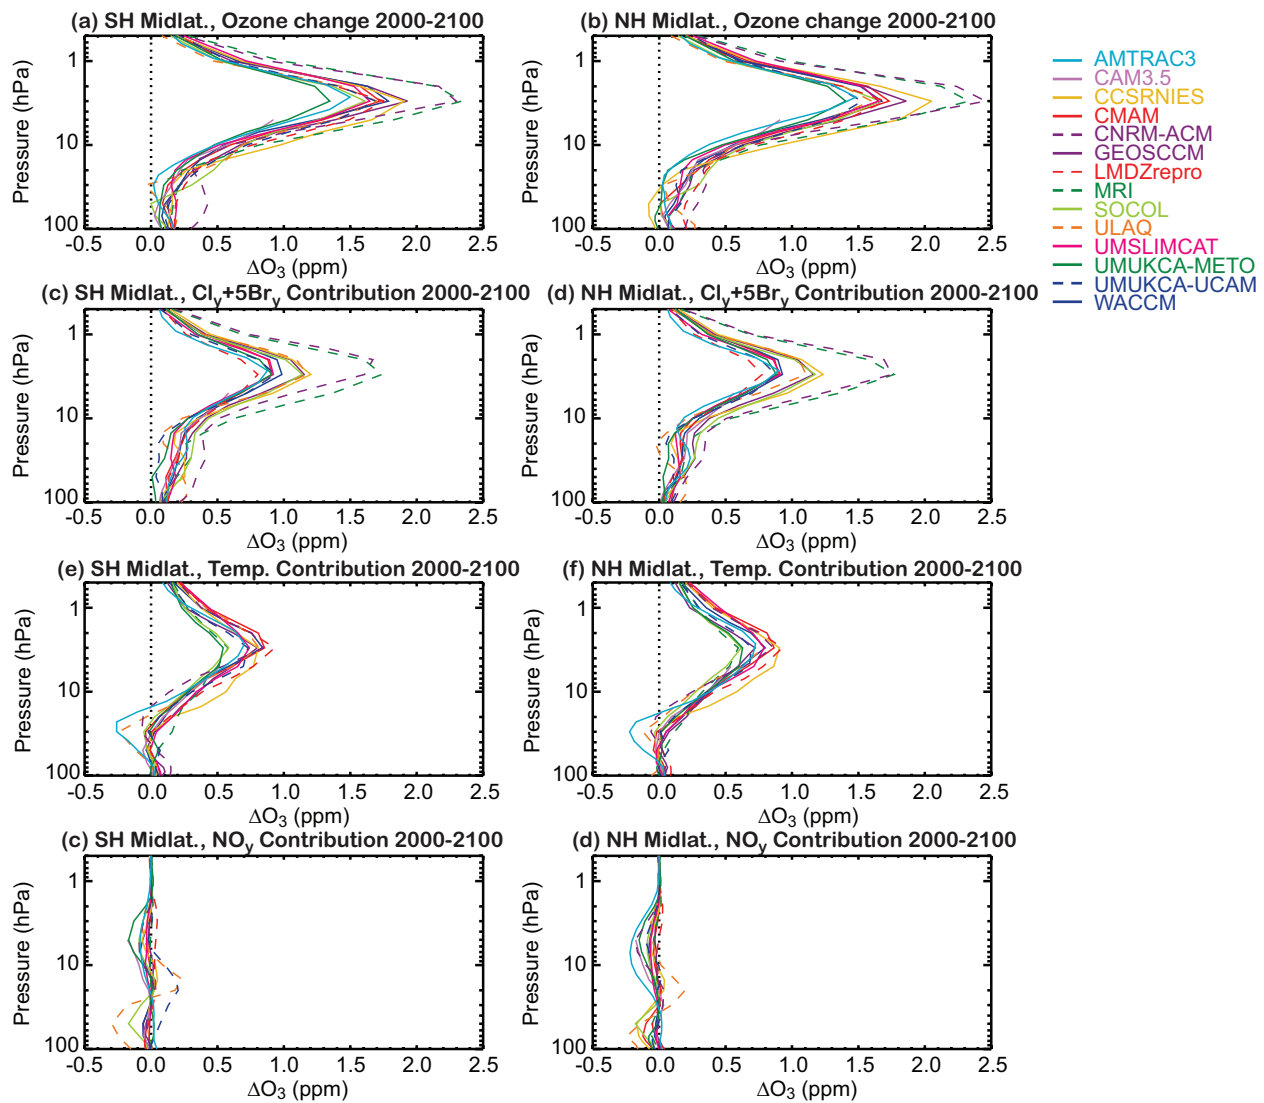 (a) SH Midlat., Ozone change 2000-2100
(b) NH Midlat., Ozone change 2000-2100
Pressure (hPa)
1
10
100
-0.5 0.0 0.5 1.0 1.5 2.0 2.5
ΔO₃ (ppm)
Pressure (hPa)
1
10
100
-0.5 0.0 0.5 1.0 1.5 2.0 2.5
ΔO₃ (ppm)
AMTRAC3
CAM3.5
CCSRNIES
CMAM
CNRM-ACM
GEOSCCM
LMDZrepro
MRI
SOCOL
ULAQ
UMSLIMCAT
UMUKCA-METO
UMUKCA-UCAM
WACCM
(c) SH Midlat., Cly+5Bry Contribution 2000-2100
(d) NH Midlat., Cly+5Bry Contribution 2000-2100
Pressure (hPa)
1
10
100
-0.5 0.0 0.5 1.0 1.5 2.0 2.5
ΔO₃ (ppm)
Pressure (hPa)
1
10
100
-0.5 0.0 0.5 1.0 1.5 2.0 2.5
ΔO₃ (ppm)
(e) SH Midlat., Temp. Contribution 2000-2100
(f) NH Midlat., Temp. Contribution 2000-2100
Pressure (hPa)
1
10
100
-0.5 0.0 0.5 1.0 1.5 2.0 2.5
ΔO₃ (ppm)
Pressure (hPa)
1
10
100
-0.5 0.0 0.5 1.0 1.5 2.0 2.5
ΔO₃ (ppm)
(c) SH Midlat., NOy Contribution 2000-2100
(d) NH Midlat., NOy Contribution 2000-2100
Pressure (hPa)
1
10
100
-0.5 0.0 0.5 1.0 1.5 2.0 2.5
ΔO₃ (ppm)
Pressure (hPa)
1
10
100
-0.5 0.0 0.5 1.0 1.5 2.0 2.5
ΔO₃ (ppm)